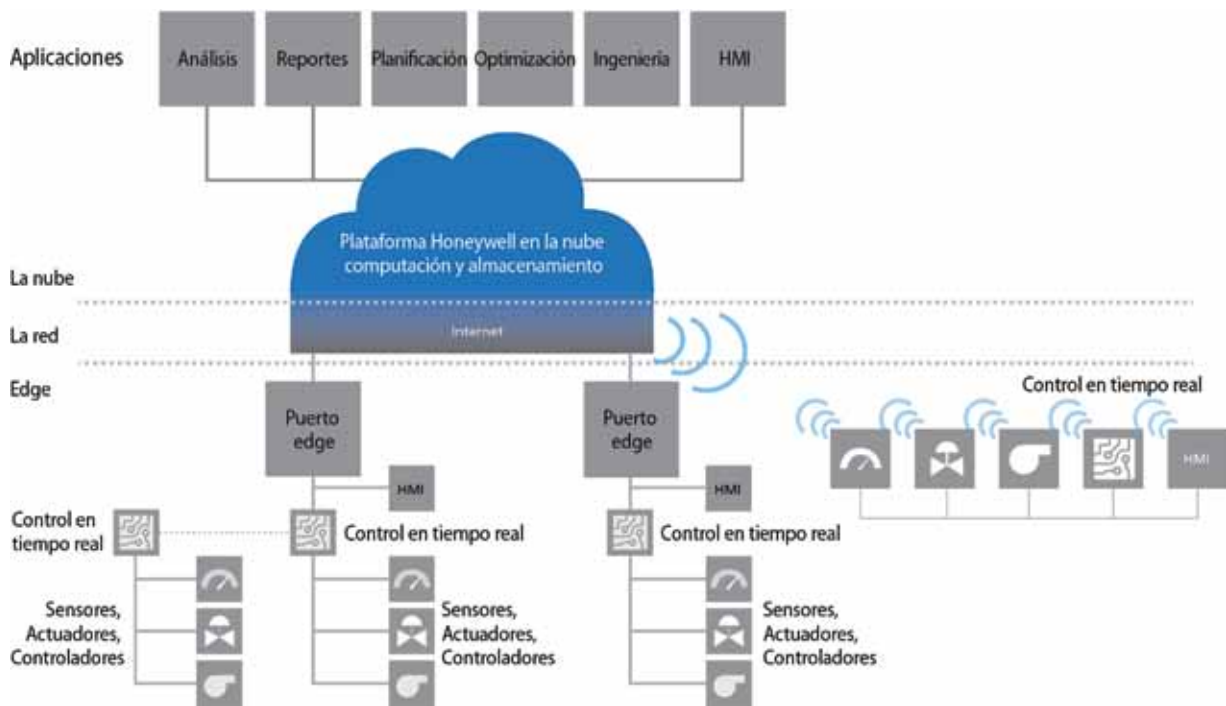 Aplicaciones
Análisis
Reportes
Planificación
Optimización
Ingeniería
HMI
Plataforma Honeywell en la nube
computación y almacenamiento
La nube
La red
Internet
Edge
Control en tiempo real
Puerto
edge
Puerto
edge
HMI
HMI
HMI
Control en
tiempo real
Control en tiempo real
Control en tiempo real
Sensores,
Actuadores,
Controladores
Sensores,
Actuadores,
Controladores
Sensores,
Actuadores,
Controladores